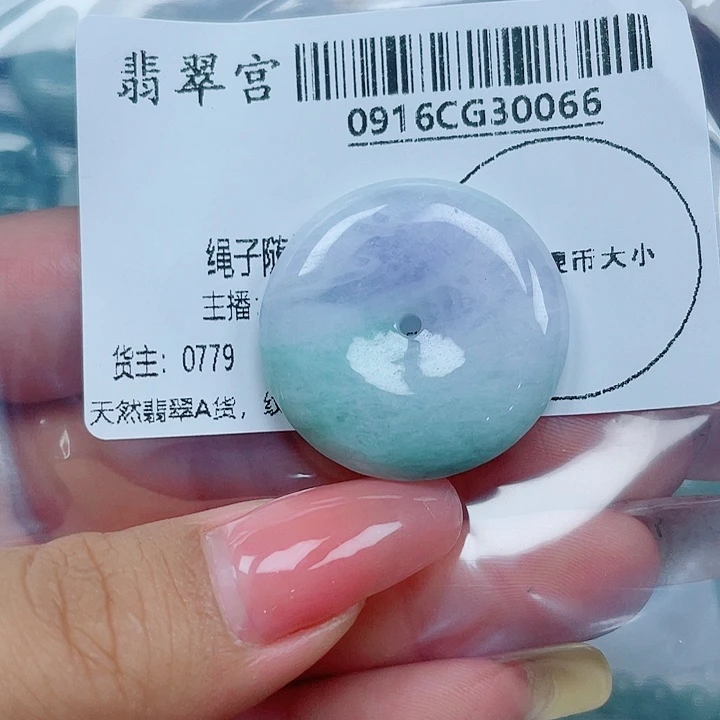 翡翠宫
0916CG30066
绳子随
币大小
主播:
货主: 0779
天然翡翠A货,